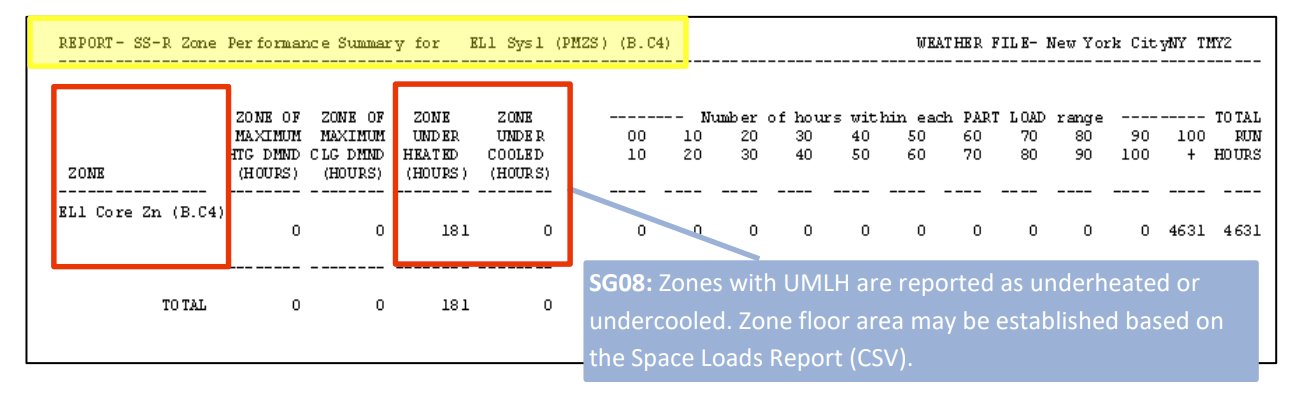 REPORT- SS-R Zone Performance Summary for EL1 Sys1 (PMZS) (B.C4) WEATHER FILE- New York CityNY TMY2
ZONE OF ZONE OF ZONE ZONE -------- Number of hours within each PART LOAD range --------- TOTAL
MAXIMUM MAXIMUM UNDER UNDER 00 10 20 30 40 50 60 70 80 90 100 RUN
HTG DMND CLG DMND HEATED COOLED 10 20 30 40 50 60 70 80 90 100 + HOURS
ZONE (HOURS) (HOURS) (HOURS) (HOURS)
EL1 Core Zn (B.C4)
0 0 181 0 0 0 0 0 0 0 0 0 0 0 4631 4631
TOTAL 0 0 181 0
SG08: Zones with UMLH are reported as underheated or
undercooled. Zone floor area may be established based on
the Space Loads Report (CSV).